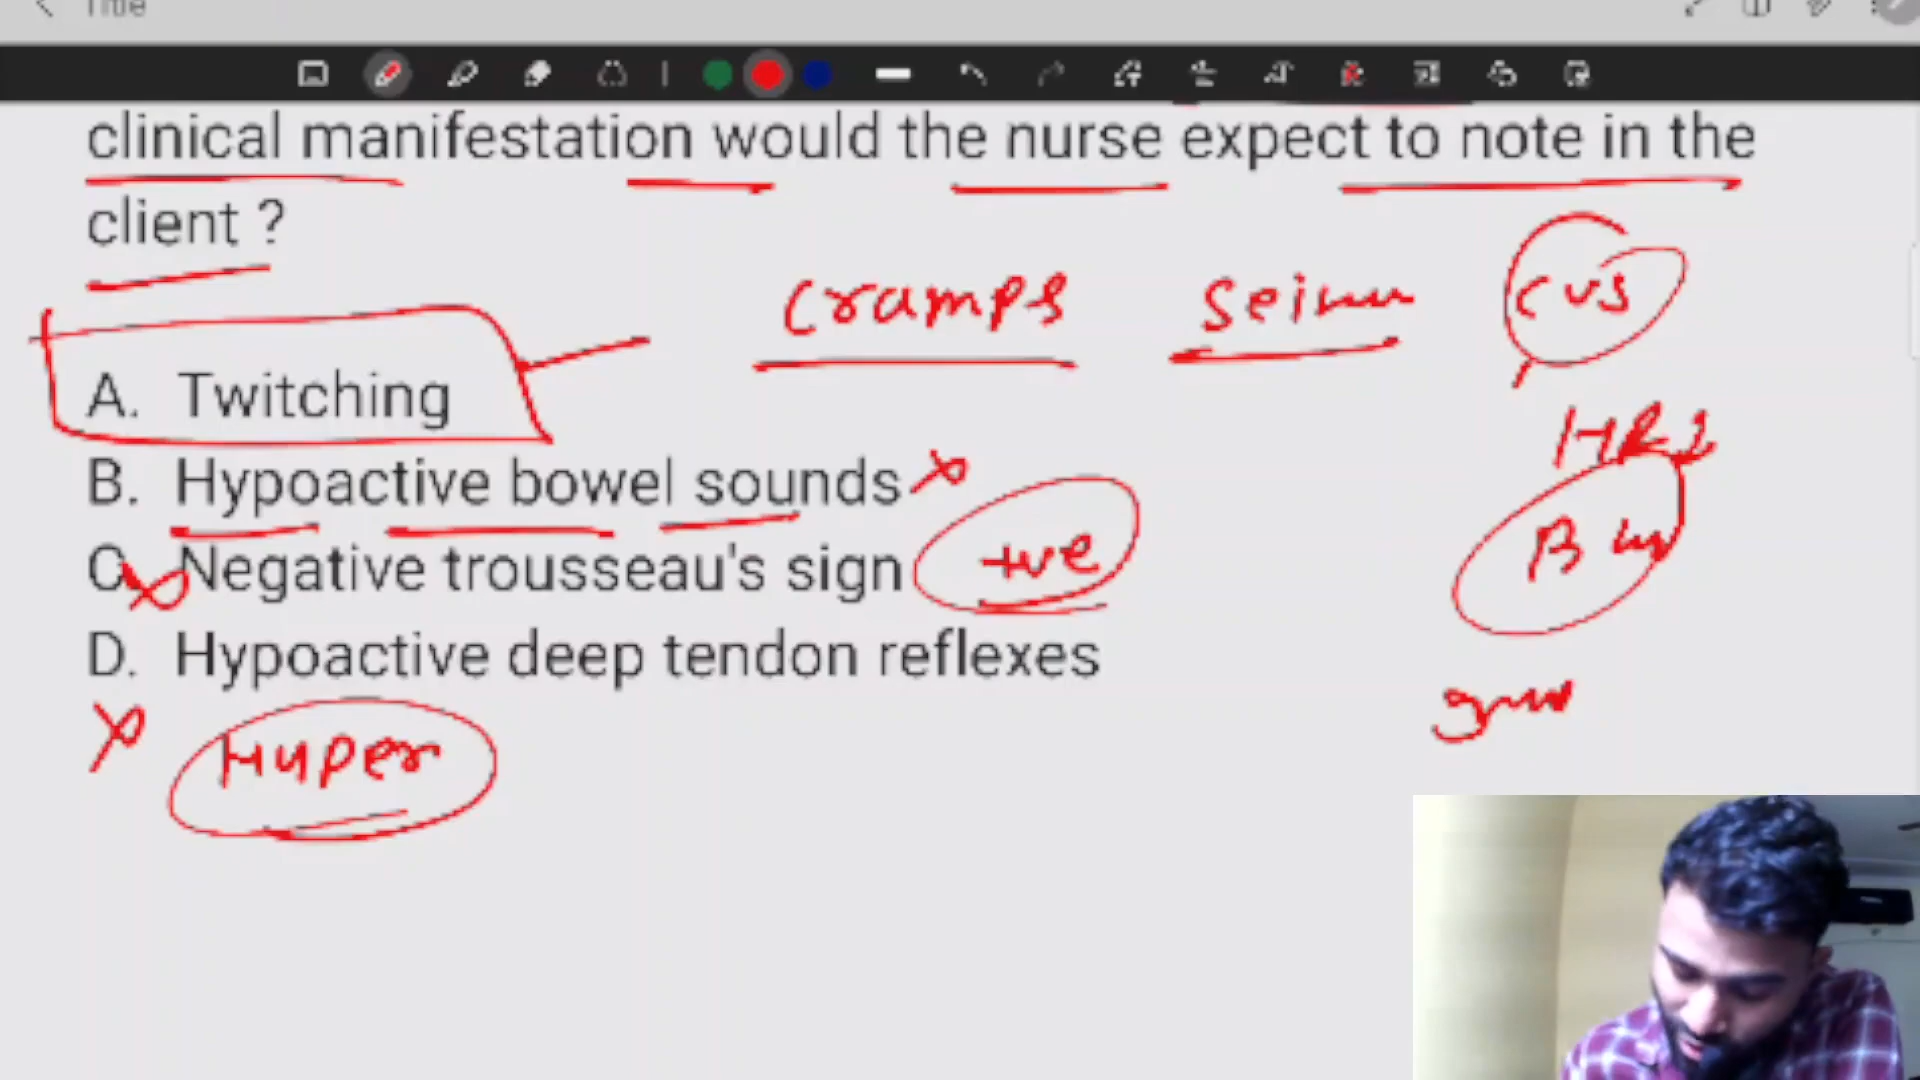 Title
clinical manifestation would the nurse expect to note in the
client ?
cramps
cvs
A. Twitching
HR↓
B. Hypoactive bowel sounds x
C. Negative trousseau's sign +ve
D. Hypoactive deep tendon reflexes
x Hyper